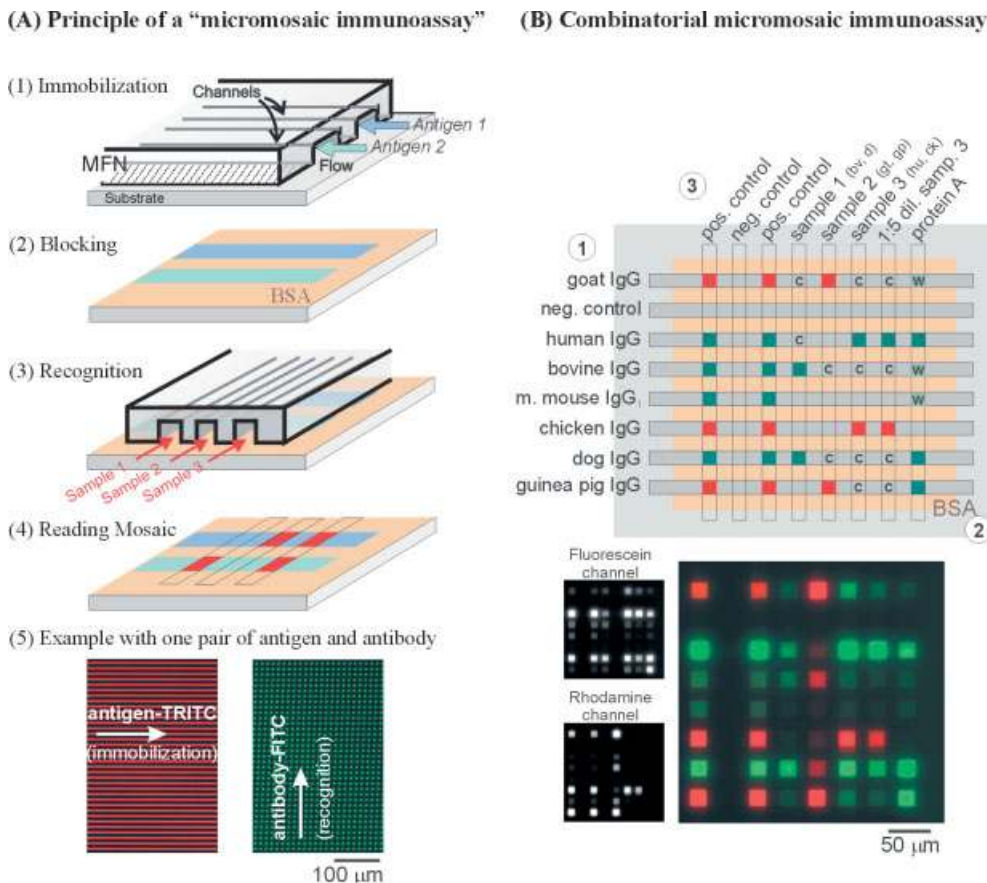 (A) Principle of a “micromosaic immunoassay”
(1) Immobilization
Channels
Antigen 1
Antigen 2
MFN
Flow
Substrate
(2) Blocking
BSA
(3) Recognition
Sample 1
Sample 2
Sample 3
(4) Reading Mosaic
(5) Example with one pair of antigen and antibody
antigen-TRITC
(immobilization)
antibody-FITC
(recognition)
100 μm
(B) Combinatorial micromosaic immunoassay
3
pos. control
neg. control
pos. control
sample 1 (bv, d)
sample 2 (gt, gp)
sample 3 (hu, ck)
1:5 dil. samp. 3
protein A
1
goat IgG
c c c w
neg. control
human IgG
c
bovine IgG
c c c w
m. mouse IgG₁
w
chicken IgG
dog IgG
c c c
guinea pig IgG
c c
BSA
2
Fluorescein
channel
Rhodamine
channel
50 μm